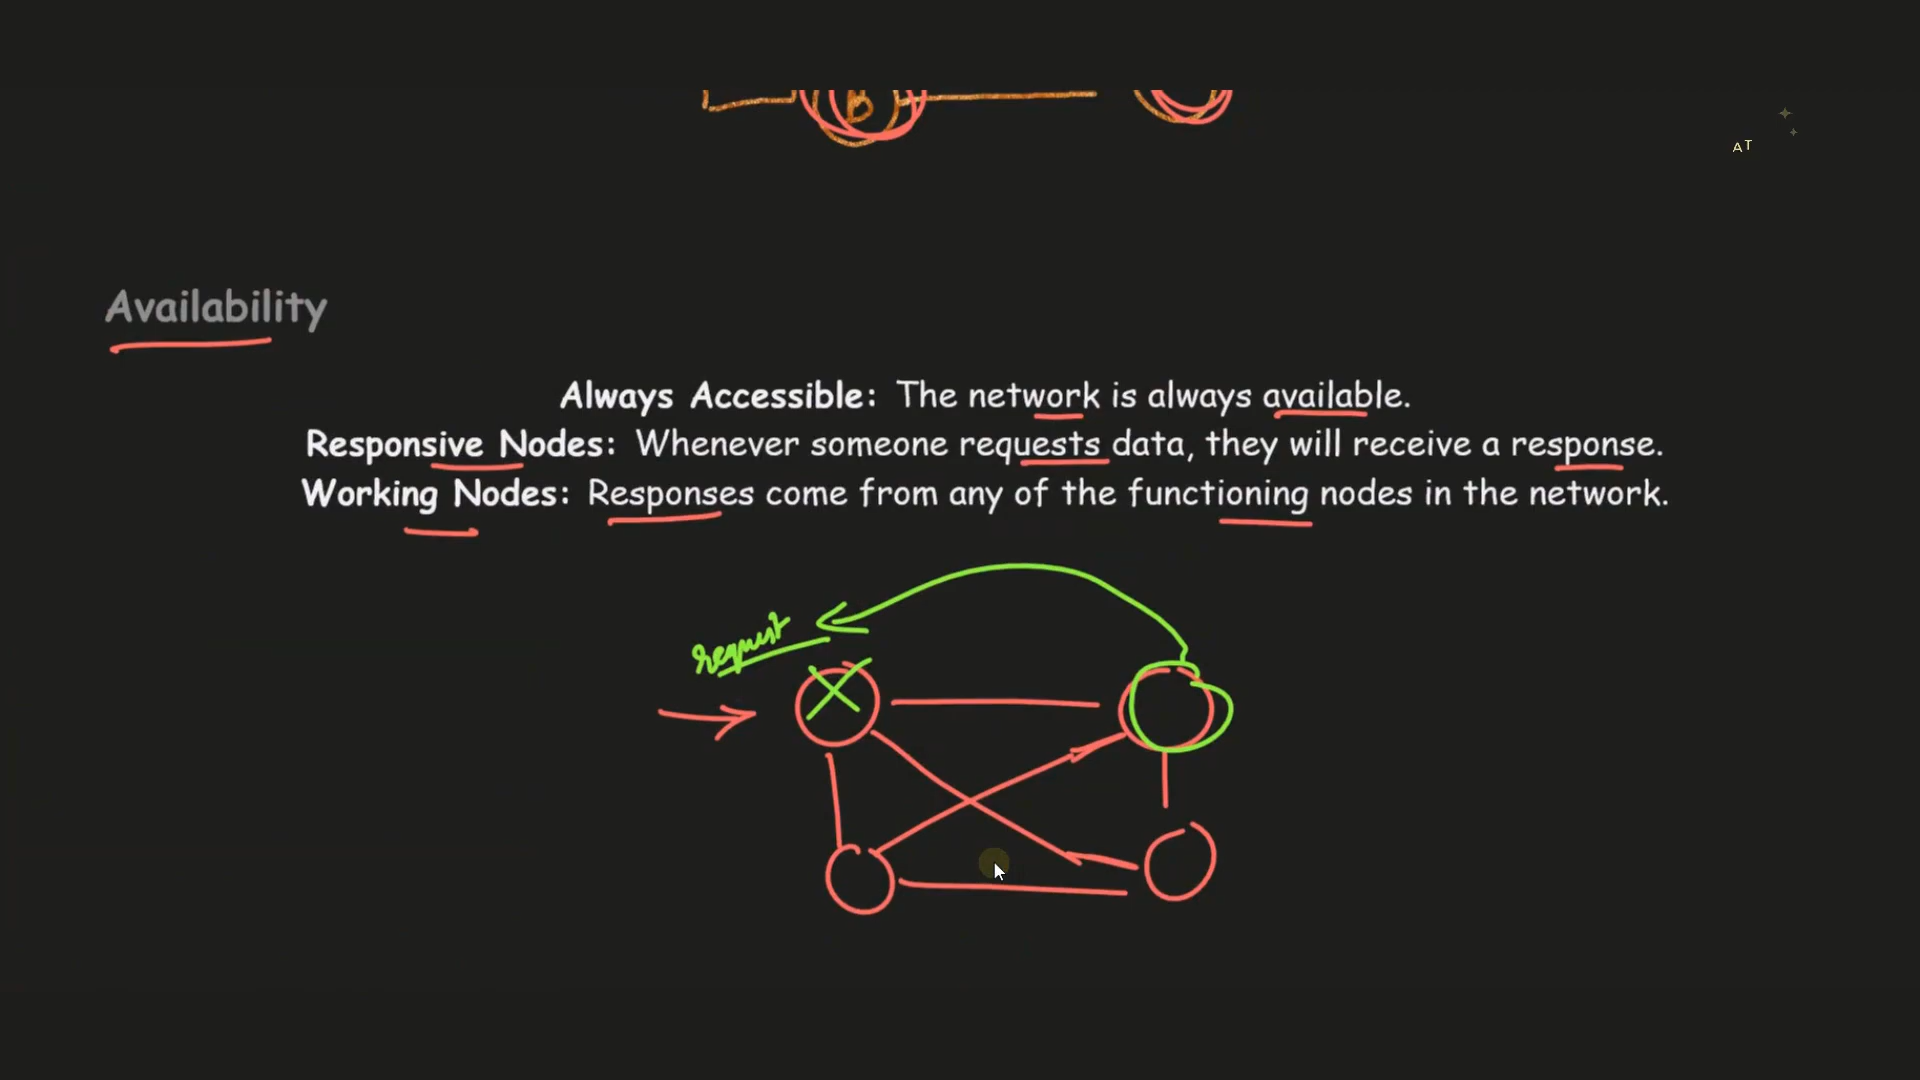 B
AT
Availability
Always Accessible: The network is always available.
Responsive Nodes: Whenever someone requests data, they will receive a response.
Working Nodes: Responses come from any of the functioning nodes in the network.
request